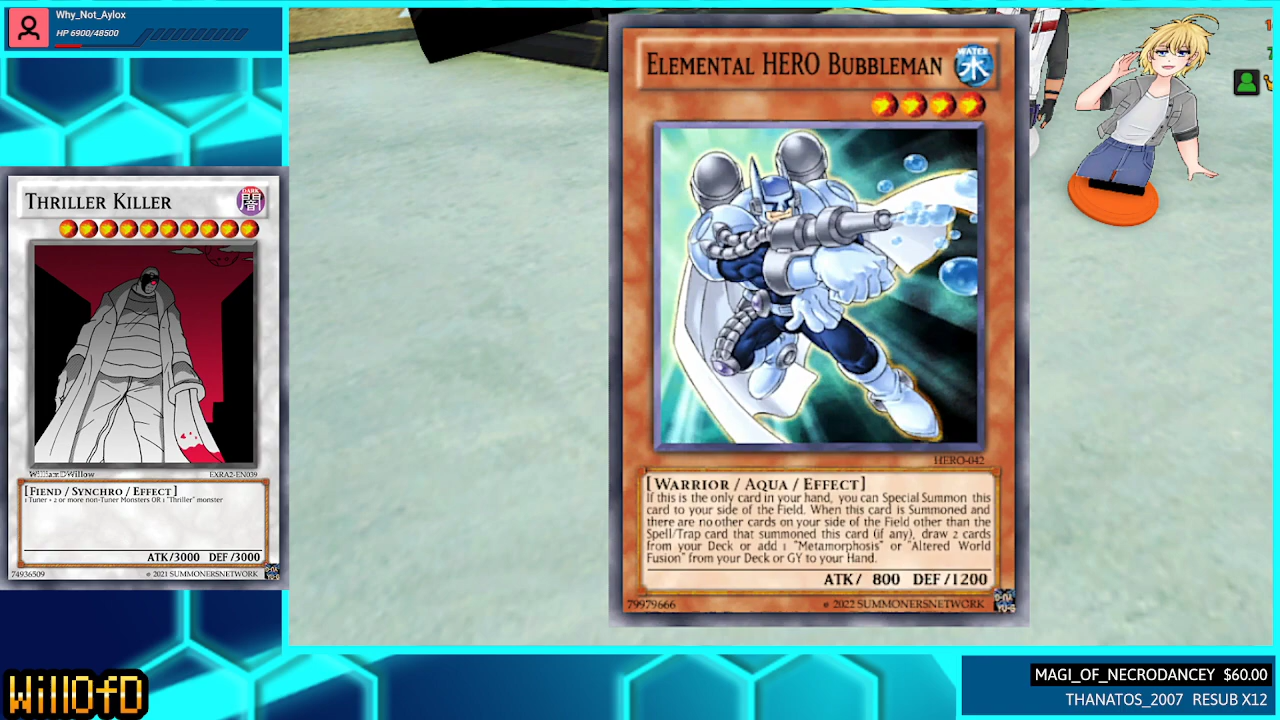 Why_Not_Aylox
HP 6900/48500
THRILLER KILLER
DARK
闇
William D Willow
EXRA2-EN039
[FIEND / SYNCHRO / EFFECT]
1 Tuner + 2 or more non-Tuner Monsters OR 1 "Thriller" monster
ATK/3000 DEF/3000
74936509
© 2021 SUMMONERSNETWORK
WillOfD
ELEMENTAL HERO BUBBLEMAN
WATER
水
HERO-042
[WARRIOR / AQUA / EFFECT]
If this is the only card in your hand, you can Special Summon this
card to your side of the Field. When this card is Summoned and
there are no other cards on your side of the Field other than the
Spell/Trap card that summoned this card (if any), draw 2 cards
from your Deck or add 1 "Metamorphosis" or "Altered World
Fusion" from your Deck or GY to your Hand.
ATK/ 800 DEF/1200
79979666
© 2022 SUMMONERSNETWORK
MAGI_OF_NECRODANCEY $60.00
THANATOS_2007 RESUB X12